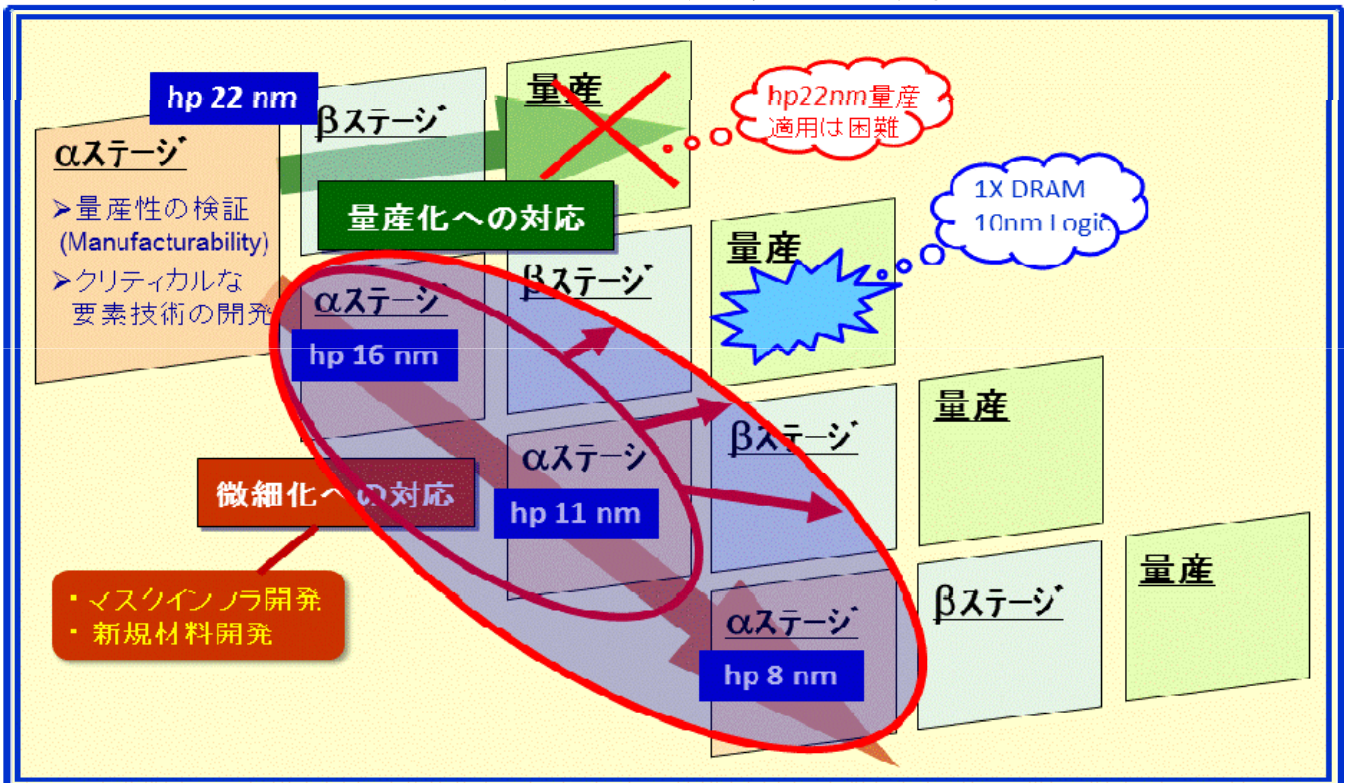 hp 22 nm
αステージ
➢量産性の検証
(Manufacturability)
➢クリティカルな
要素技術の開発
βステージ
量産
hp22nm量産
適用は困難
量産化への対応
αステージ
hp 16 nm
βステージ
量産
1X DRAM
10nm Logic
微細化への対応
・マスクインフラ開発
・新規材料開発
αステージ
hp 11 nm
βステージ
量産
αステージ
hp 8 nm
βステージ
量産